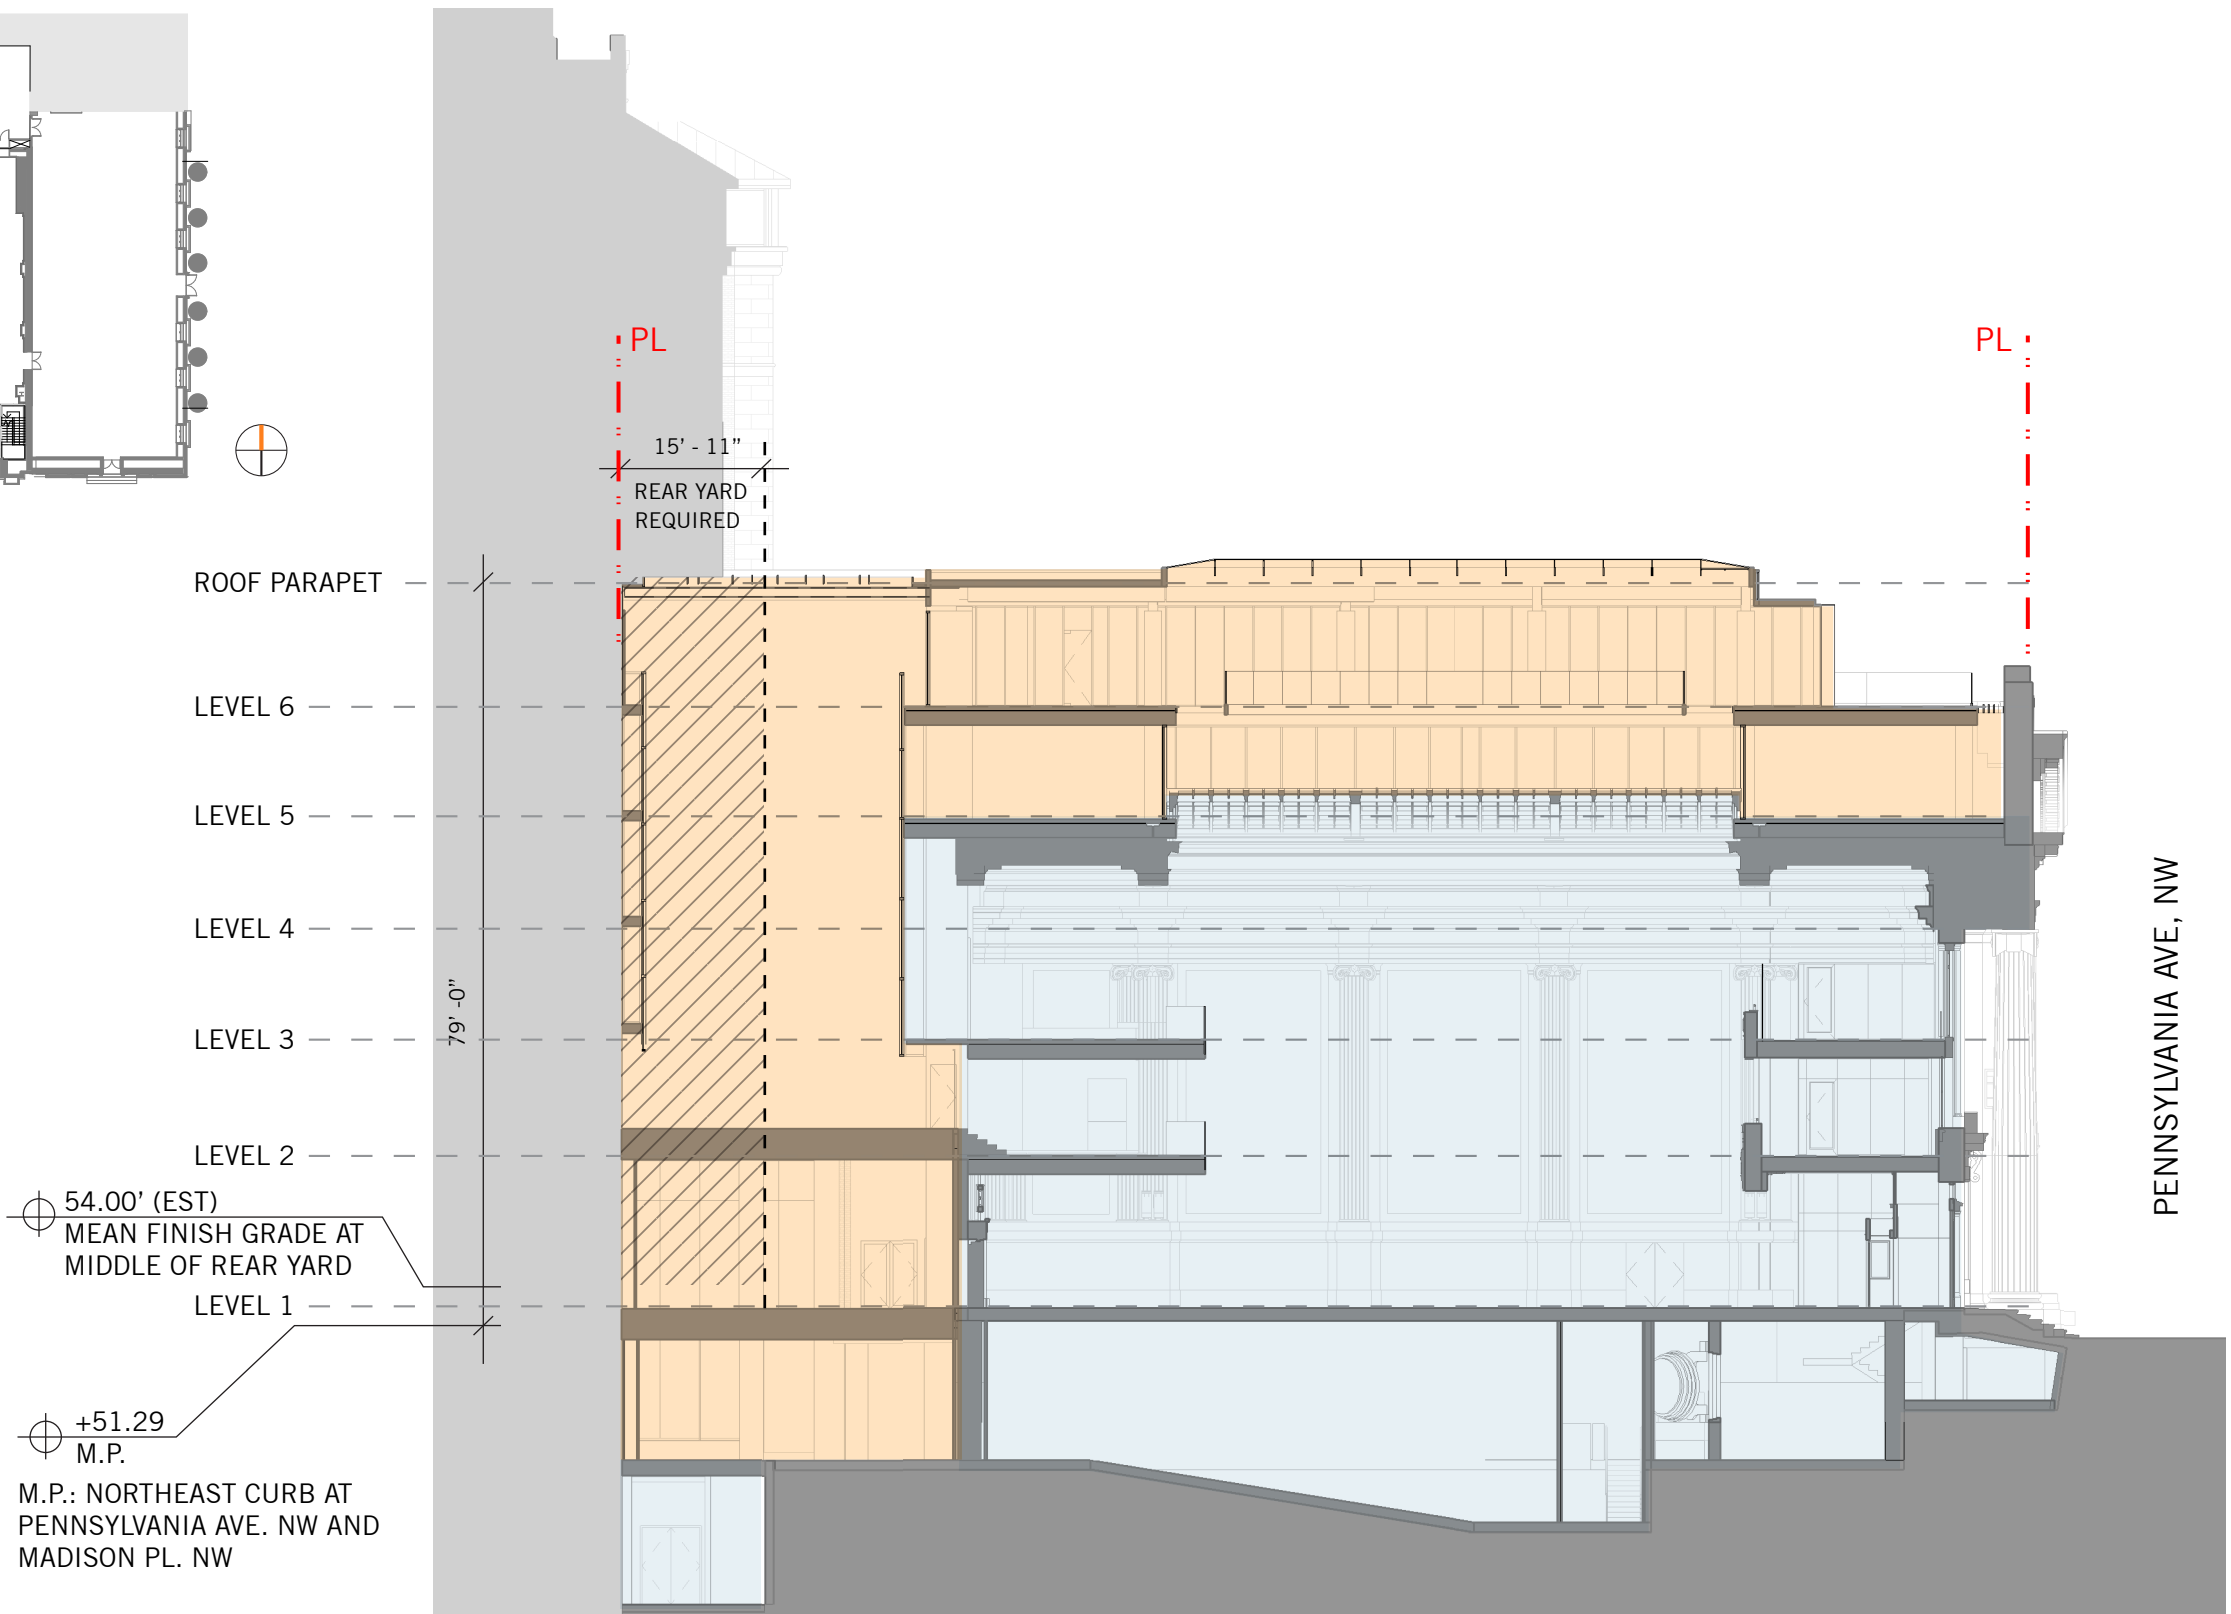 PL
PL
15’ - 11”
REAR YARD
REQUIRED
ROOF PARAPET
LEVEL 6
LEVEL 5
LEVEL 4
LEVEL 3
79’ -0”
LEVEL 2
54.00’ (EST)
MEAN FINISH GRADE AT
MIDDLE OF REAR YARD
LEVEL 1
+51.29
M.P.
M.P.: NORTHEAST CURB AT
PENNSYLVANIA AVE. NW AND
MADISON PL. NW
PENNSYLVANIA AVE, NW